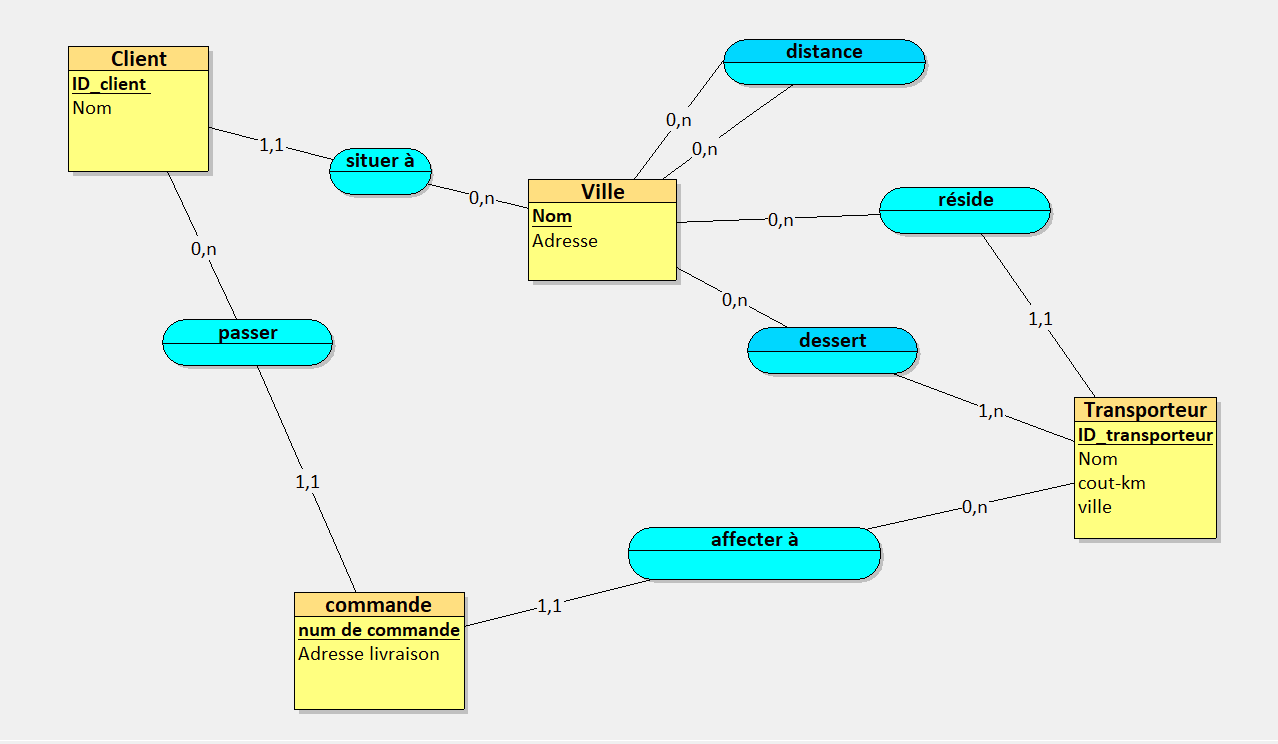 Client
ID_client
Nom
1,1
situer à
0,n
distance
0,n
0,n
Ville
Nom
Adresse
0,n
réside
0,n
dessert
1,1
1,n
Transporteur
ID_transporteur
Nom
cout-km
ville
0,n
passer
1,1
0,n
affecter à
1,1
commande
num de commande
Adresse livraison